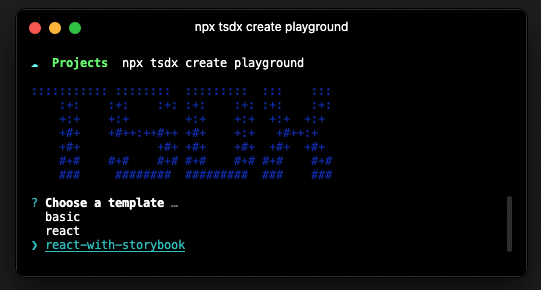 npx tsdx create playground
☁ Projects npx tsdx create playground
::::::::::: ::::::::  :::::::::  :::    :::
    :+:    :+:    :+: :+:    :+: :+:    :+:
    +:+    +:+        +:+    +:+  +:+  +:+
    +#+    +#++:++#++ +#+    +:+   +#++:+
    +#+           +#+ +#+    +#+  +#+  +#+
    #+#    #+#    #+# #+#    #+# #+#    #+#
    ###     ########  #########  ###    ###
? Choose a template …
basic
react
❯ react-with-storybook